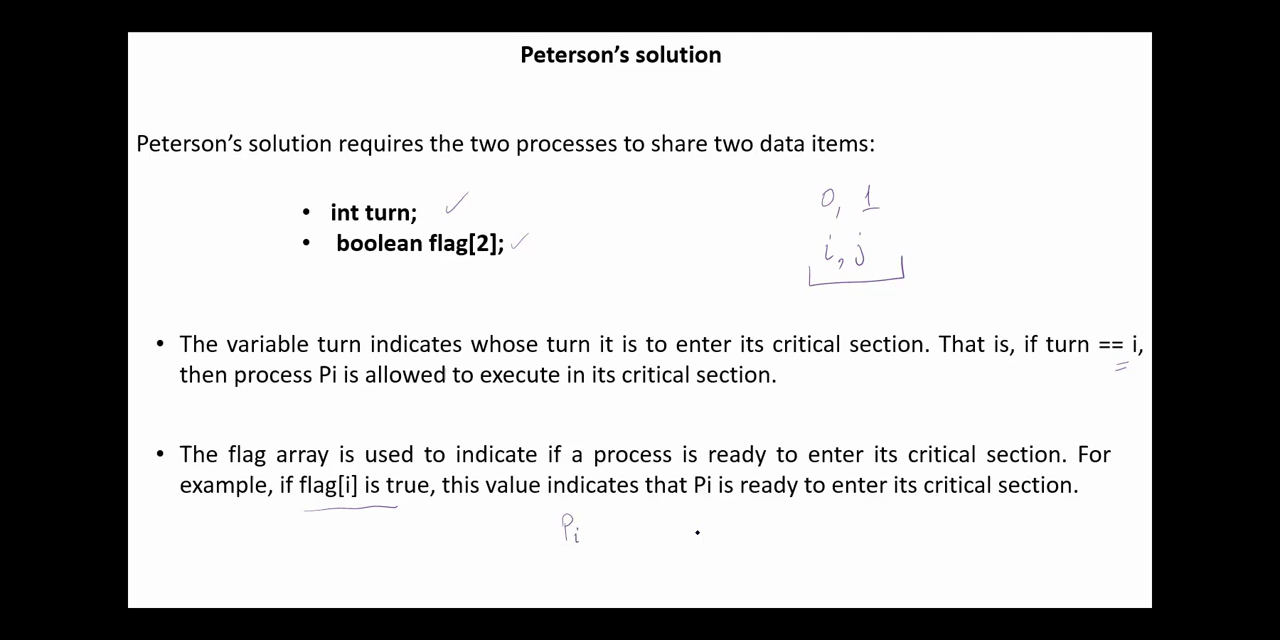 Peterson's solution
Peterson's solution requires the two processes to share two data items:
• int turn;
• boolean flag[2];
0, 1
i, j
• The variable turn indicates whose turn it is to enter its critical section. That is, if turn == i,
then process Pi is allowed to execute in its critical section.
• The flag array is used to indicate if a process is ready to enter its critical section. For
example, if flag[i] is true, this value indicates that Pi is ready to enter its critical section.
Pi